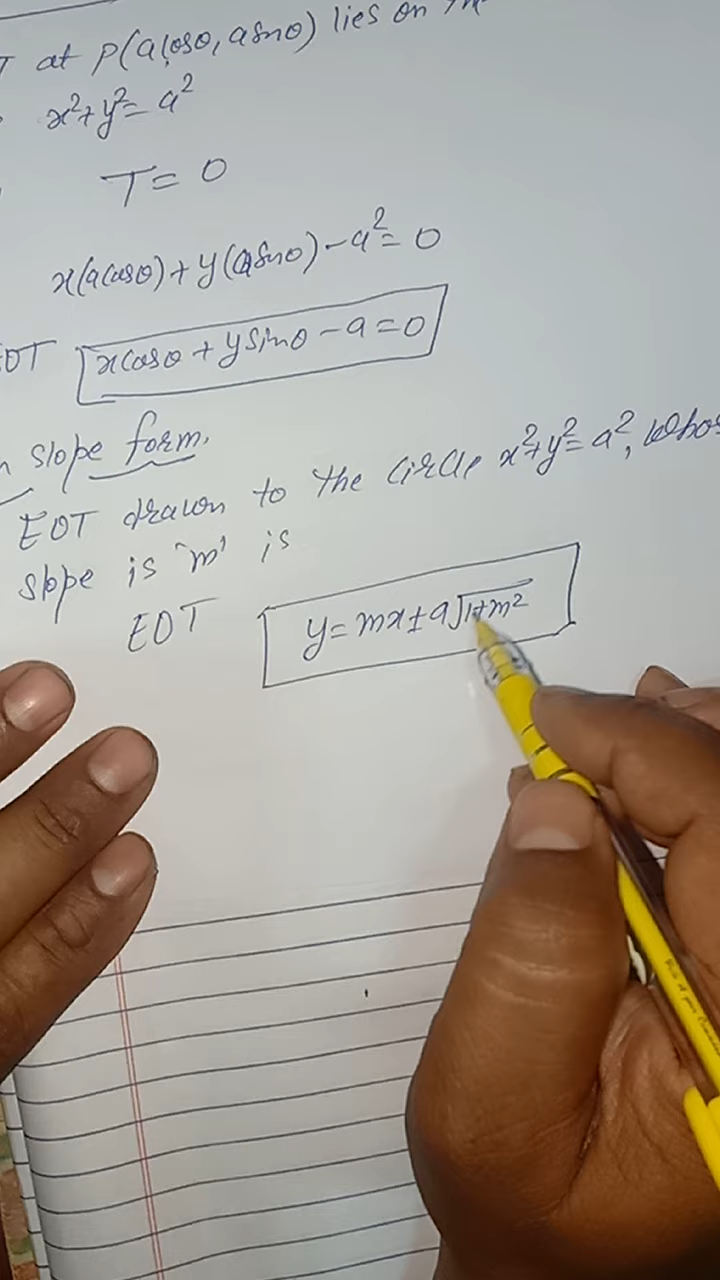 at P(acosθ, asinθ) lies on
x²+y²=a²
T=0
x(acosθ)+y(asinθ)-a²=0
EOT xcosθ+ysinθ-a=0
slope form.
EOT drawn to the circle x²+y²=a²,
slope is 'm' is
EOT y=mx±a√1+m²